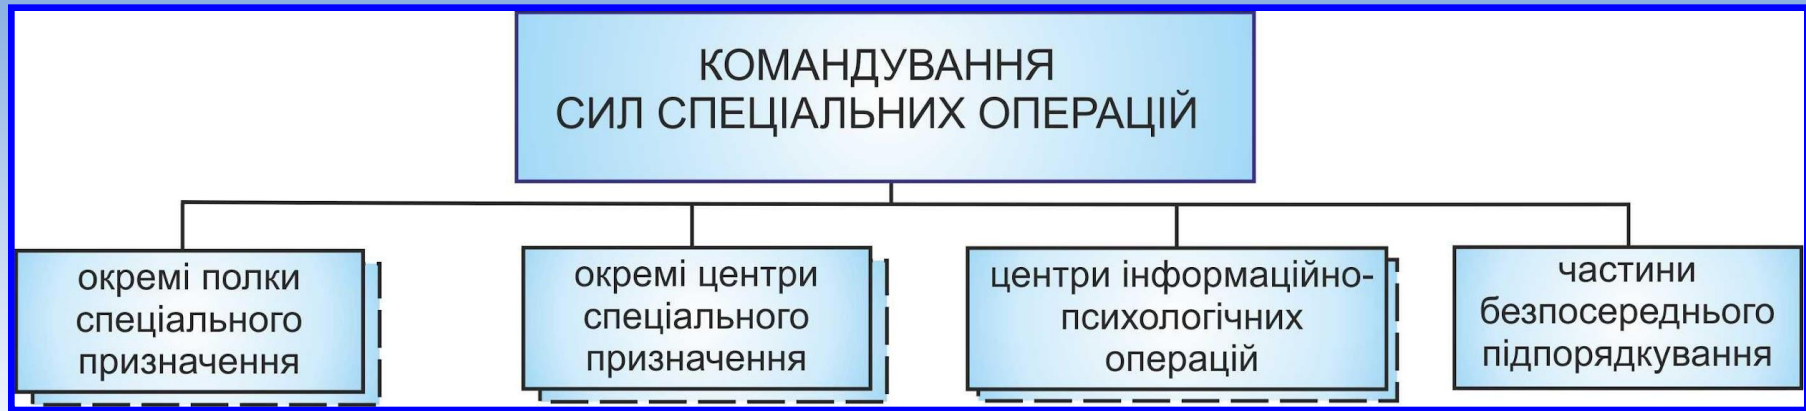 КОМАНДУВАННЯ
СИЛ СПЕЦІАЛЬНИХ ОПЕРАЦІЙ
окремі полки
спеціального
призначення
окремі центри
спеціального
призначення
центри інформаційно-
психологічних
операцій
частини
безпосереднього
підпорядкування